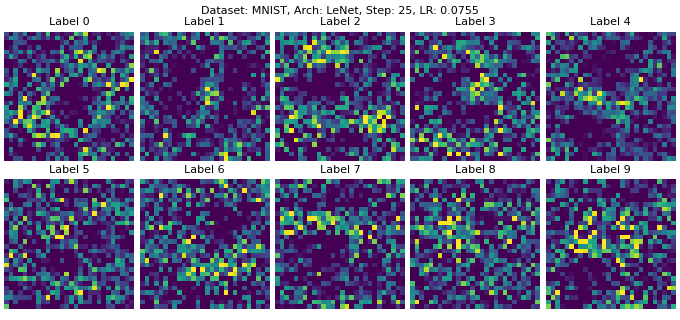 Dataset: MNIST, Arch: LeNet, Step: 25, LR: 0.0755
Label 0
Label 1
Label 2
Label 3
Label 4
Label 5
Label 6
Label 7
Label 8
Label 9